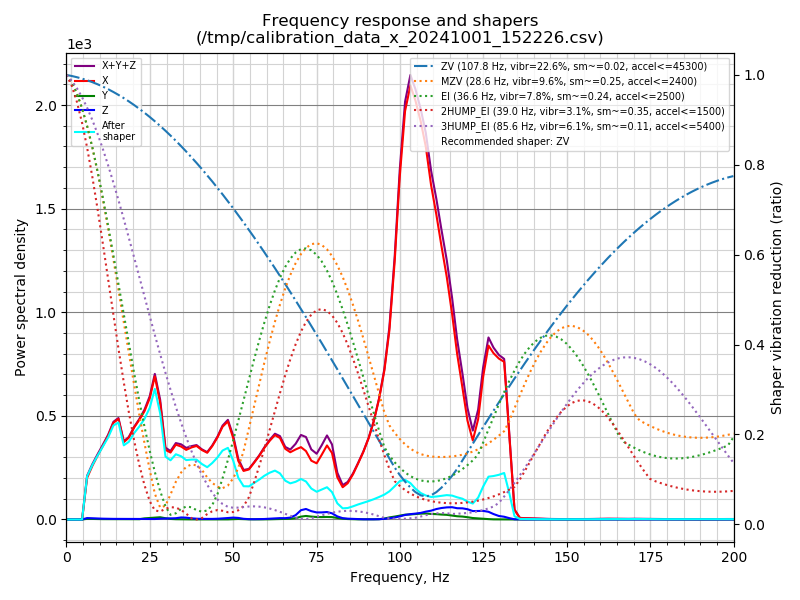 Frequency response and shapers
(/tmp/calibration_data_x_20241001_152226.csv)
1e3
X+Y+Z
X
Y
Z
After
shaper
ZV (107.8 Hz, vibr=22.6%, sm~=0.02, accel<=45300)
MZV (28.6 Hz, vibr=9.6%, sm~=0.25, accel<=2400)
EI (36.6 Hz, vibr=7.8%, sm~=0.24, accel<=2500)
2HUMP_EI (39.0 Hz, vibr=3.1%, sm~=0.35, accel<=1500)
3HUMP_EI (85.6 Hz, vibr=6.1%, sm~=0.11, accel<=5400)
Recommended shaper: ZV
Power spectral density
2.0
1.5
1.0
0.5
0.0
1.0
0.8
0.6
0.4
0.2
0.0
Shaper vibration reduction (ratio)
0 25 50 75 100 125 150 175 200
Frequency, Hz